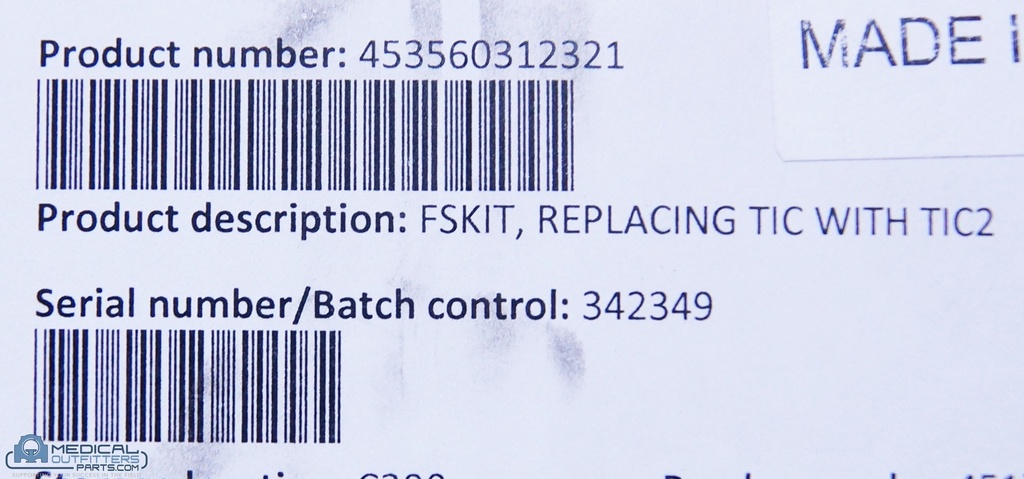 Product number: 453560312321
MADE
Product description: FSKIT, REPLACING TIC WITH TIC2
Serial number/Batch control: 342349
MEDICAL
OUTFITTERS
PARTS.COM